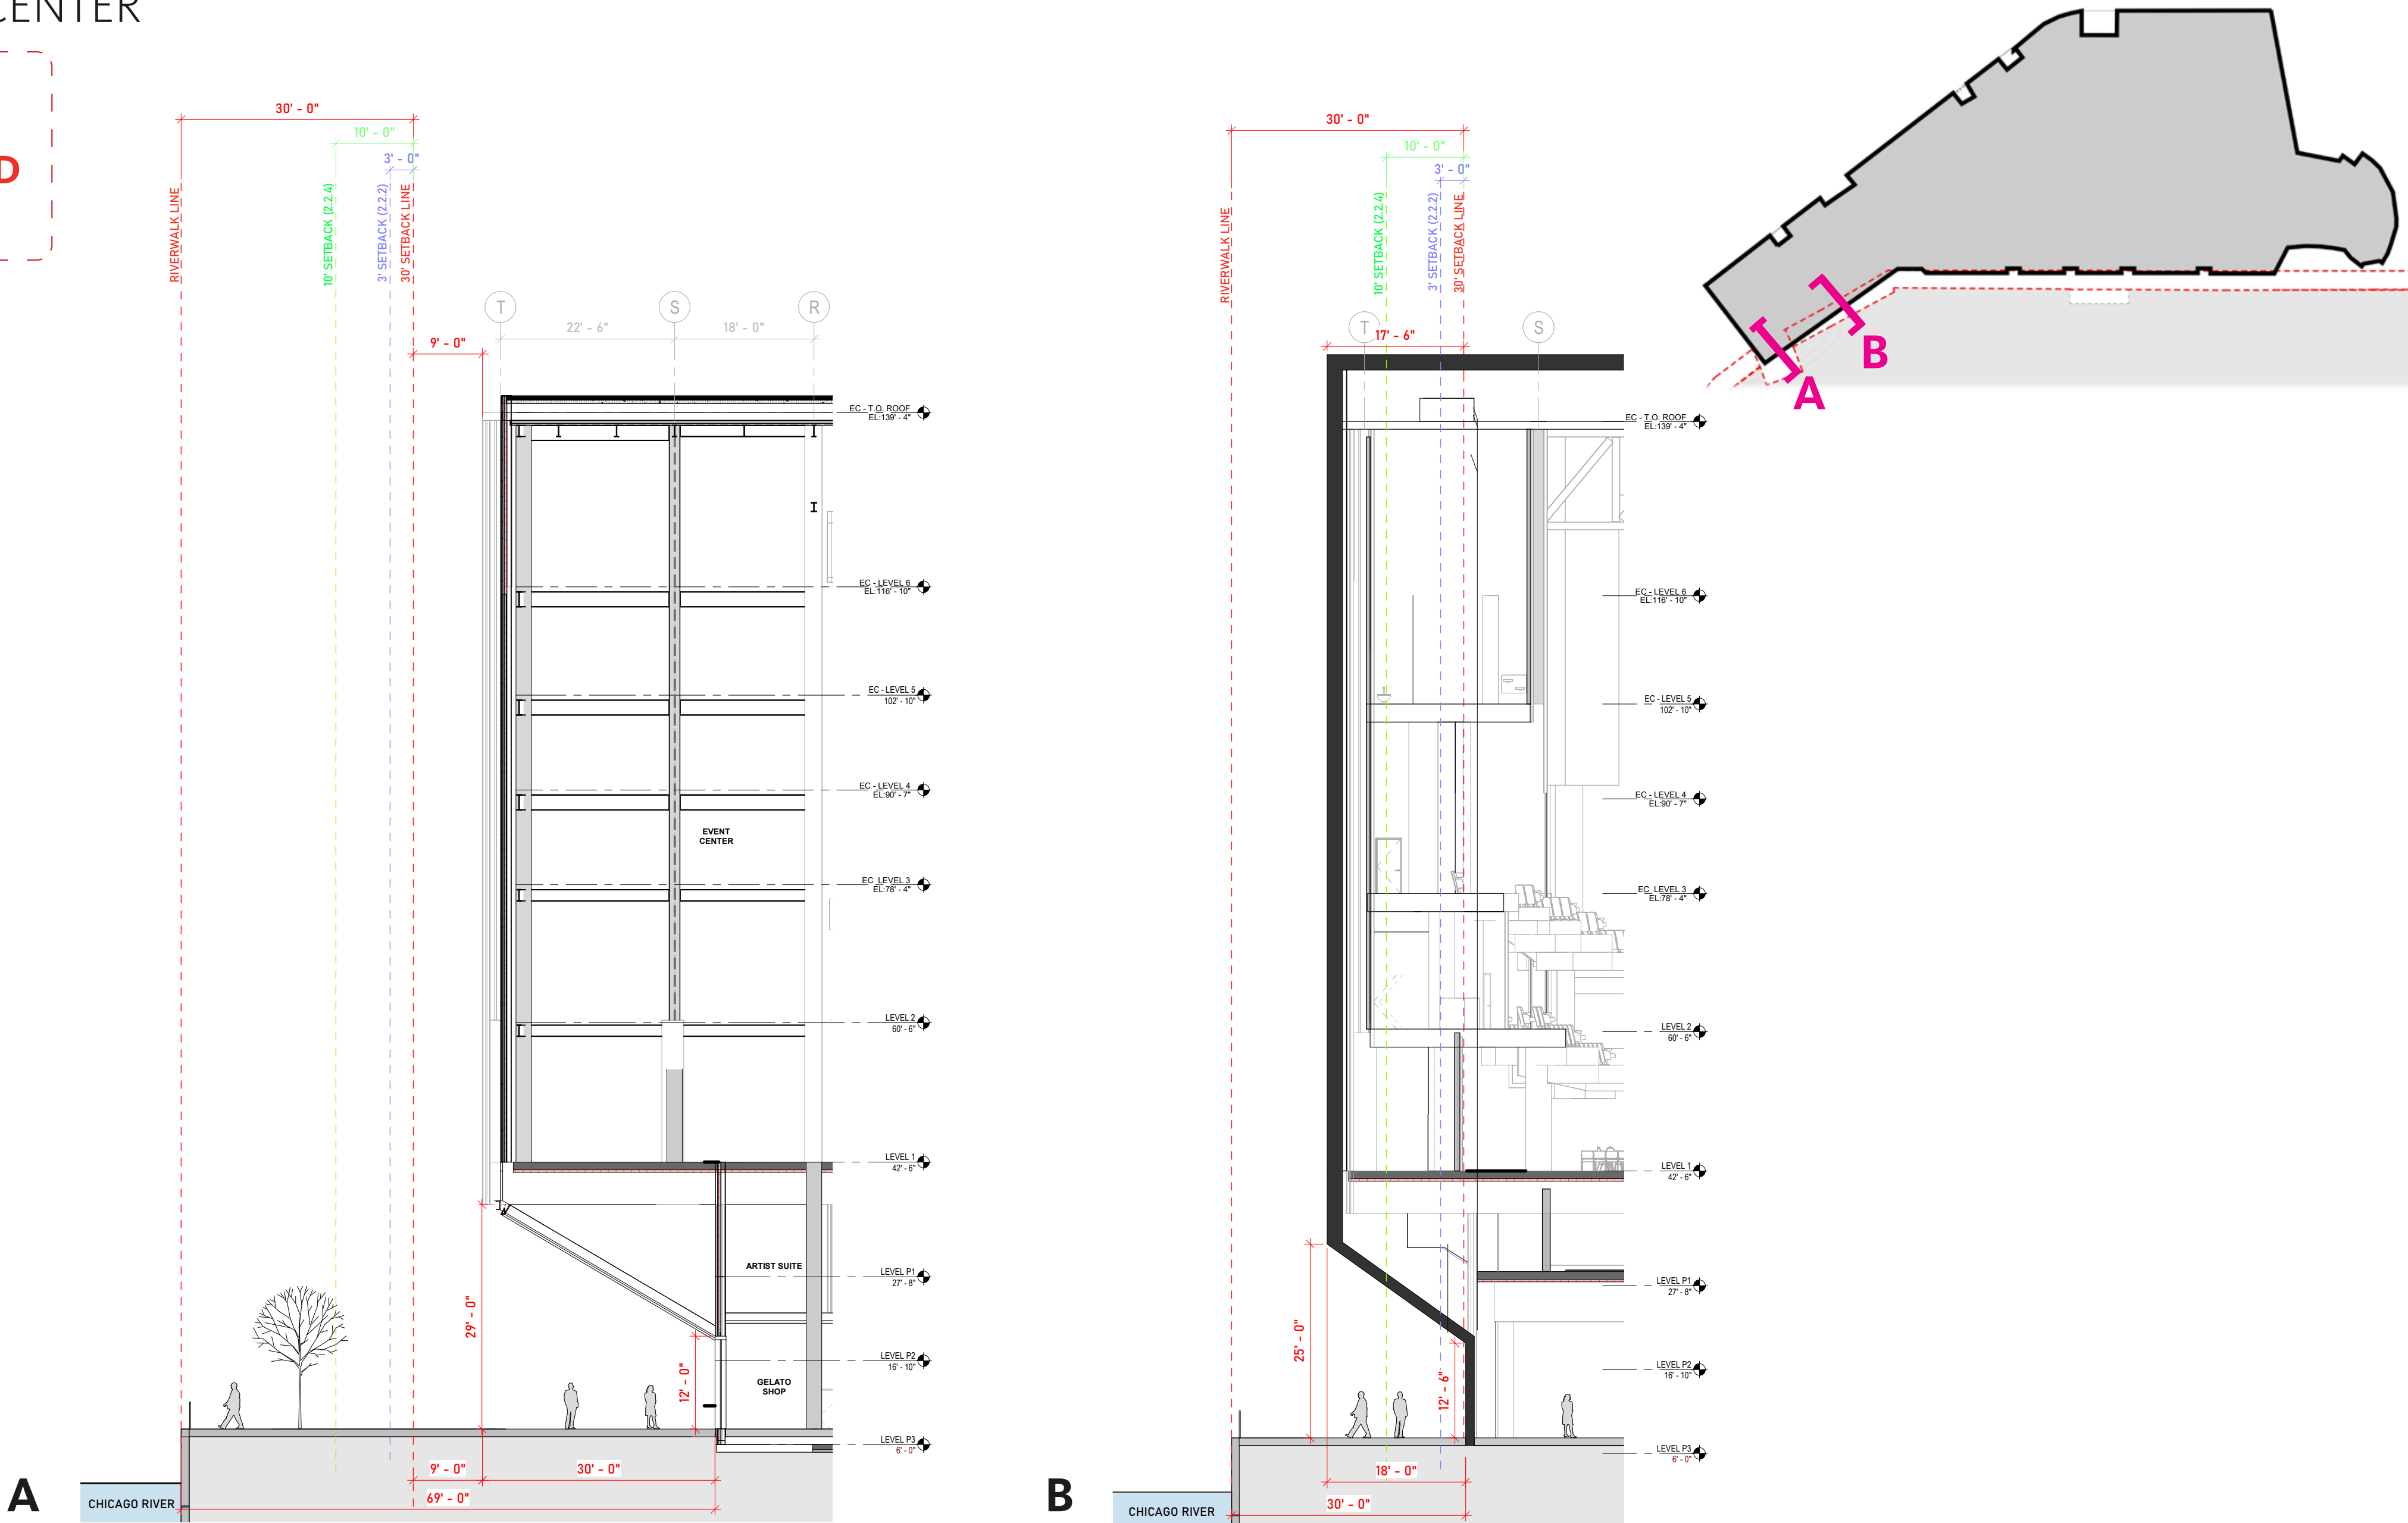 CENTER
D
30' - 0"
10' - 0"
3' - 0"
RIVERWALK LINE
10' SETBACK (2.2.4)
3' SETBACK (2.2.2)
30' SETBACK LINE
T
S
R
22' - 6"
18' - 0"
9' - 0"
EC - T.O. ROOF
EL:139' - 4"
EC - LEVEL 6
EL:116' - 10"
EC - LEVEL 5
102' - 10"
EC - LEVEL 4
EL:90' - 7"
EVENT
CENTER
EC LEVEL 3
EL:78' - 4"
LEVEL 2
60' - 6"
LEVEL 1
42' - 6"
ARTIST SUITE
LEVEL P1
27' - 8"
29' - 0"
12' - 0"
LEVEL P2
16' - 10"
GELATO
SHOP
LEVEL P3
6' - 0"
9' - 0"
30' - 0"
69' - 0"
CHICAGO RIVER
A
30' - 0"
10' - 0"
3' - 0"
RIVERWALK LINE
10' SETBACK (2.2.4)
3' SETBACK (2.2.2)
30' SETBACK LINE
T
17' - 6"
S
EC - T.O. ROOF
EL:139' - 4"
EC - LEVEL 6
EL:116' - 10"
EC - LEVEL 5
102' - 10"
EC - LEVEL 4
EL:90' - 7"
EC LEVEL 3
EL:78' - 4"
LEVEL 2
60' - 6"
LEVEL 1
42' - 6"
LEVEL P1
27' - 8"
25' - 0"
12' - 6"
LEVEL P2
16' - 10"
LEVEL P3
6' - 0"
18' - 0"
30' - 0"
CHICAGO RIVER
B
B
A